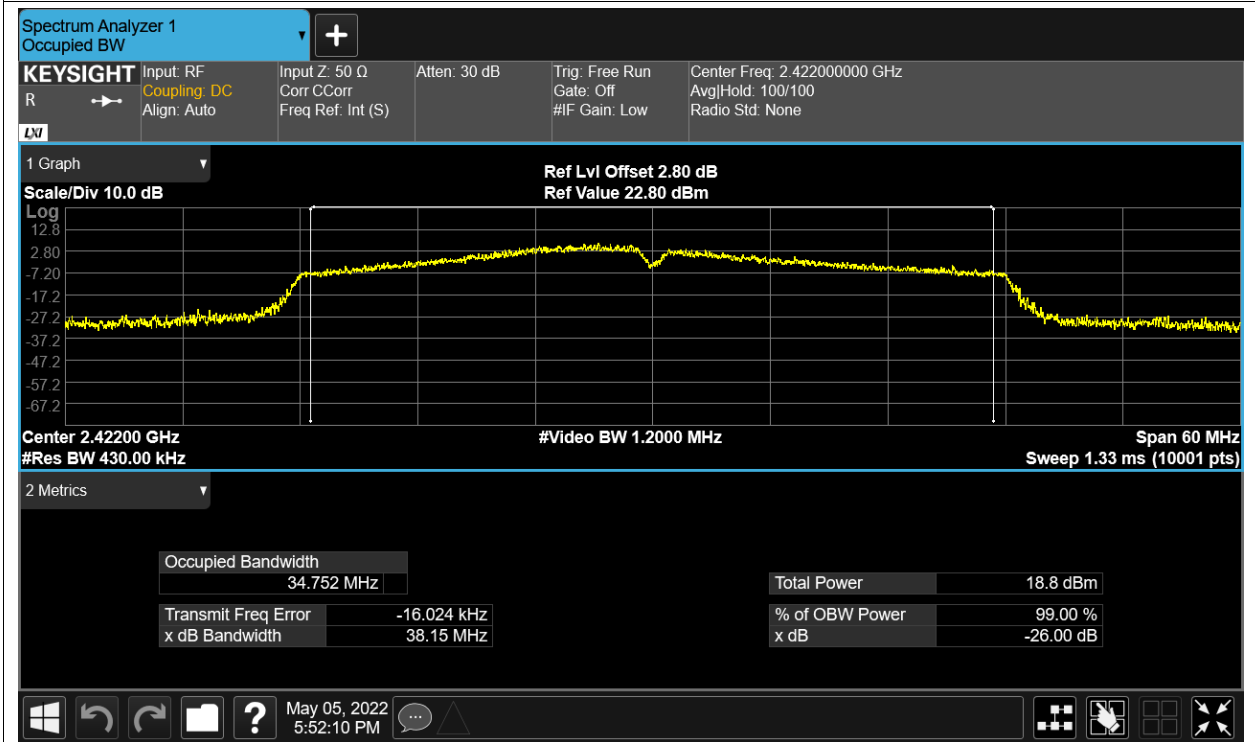 Spectrum Analyzer 1
Occupied BW
+
KEYSIGHT
R
LXI
Input: RF
Coupling: DC
Align: Auto
Input Z: 50 Ω
Corr CCorr
Freq Ref: Int (S)
Atten: 30 dB
Trig: Free Run
Gate: Off
#IF Gain: Low
Center Freq: 2.422000000 GHz
Avg|Hold: 100/100
Radio Std: None
1 Graph
Scale/Div 10.0 dB
Ref Lvl Offset 2.80 dB
Ref Value 22.80 dBm
Log
12.8
2.80
-7.20
-17.2
-27.2
-37.2
-47.2
-57.2
-67.2
Center 2.42200 GHz
#Res BW 430.00 kHz
#Video BW 1.2000 MHz
Span 60 MHz
Sweep 1.33 ms (10001 pts)
2 Metrics
Occupied Bandwidth
34.752 MHz
Transmit Freq Error -16.024 kHz
x dB Bandwidth 38.15 MHz
Total Power 18.8 dBm
% of OBW Power 99.00 %
x dB -26.00 dB
?
May 05, 2022
5:52:10 PM